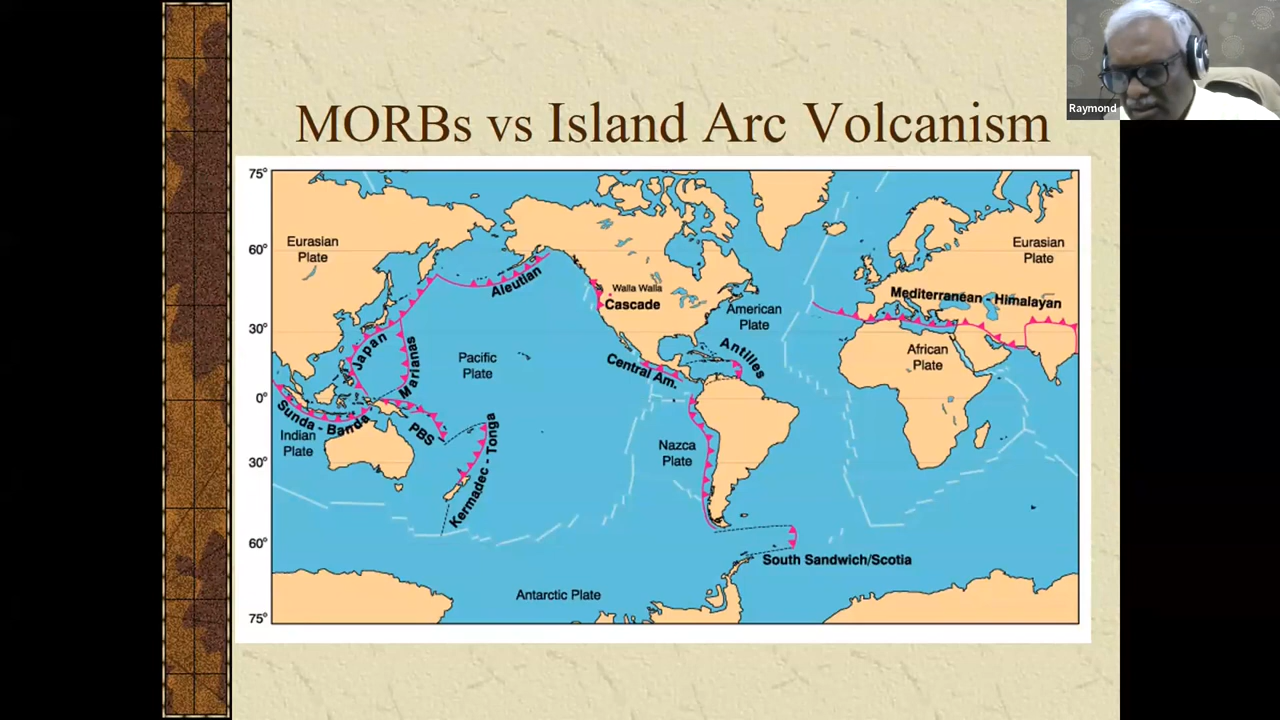 Raymond
MORBs vs Island Arc Volcanism
75°
60°
30°
0°
30°
60°
75°
Eurasian
Plate
Aleutian
Japan
Marianas
Sunda - Banda
Indian
Plate
PBS
Kermadec - Tonga
Pacific
Plate
Walla Walla
Cascade
American
Plate
Central Am.
Antilles
Nazca
Plate
South Sandwich/Scotia
Antarctic Plate
Eurasian
Plate
Mediterranean - Himalayan
African
Plate